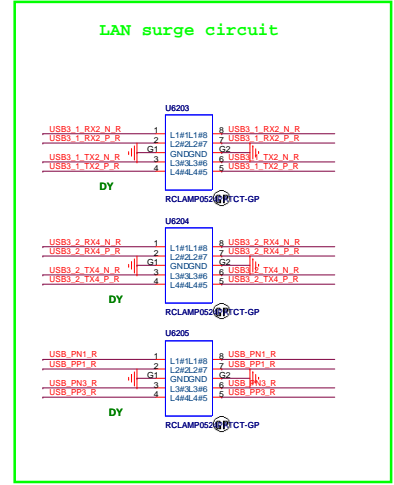 LAN surge circuit
U6203
USB3_1_RX2_N_R 1 L1#1L1#8 8 USB3_1_RX2_N_R
USB3_1_RX2_P_R 2 L2#2L2#7 7 USB3_1_RX2_P_R
G1 GNDGND G2
USB3_1_TX2_N_R 3 L3#3L3#6 6 USB3_1_TX2_N_R
USB3_1_TX2_P_R 4 L4#4L4#5 5 USB3_1_TX2_P_R
DY
U6204
USB3_2_RX4_N_R 1 L1#1L1#8 8 USB3_2_RX4_N_R
USB3_2_RX4_P_R 2 L2#2L2#7 7 USB3_2_RX4_P_R
G1 GNDGND G2
USB3_2_TX4_N_R 3 L3#3L3#6 6 USB3_2_TX4_N_R
USB3_2_TX4_P_R 4 L4#4L4#5 5 USB3_2_TX4_P_R
DY
U6205
USB_PN1_R 1 L1#1L1#8 8 USB_PN1_R
USB_PP1_R 2 L2#2L2#7 7 USB_PP1_R
G1 GNDGND G2
USB_PN3_R 3 L3#3L3#6 6 USB_PN3_R
USB_PP3_R 4 L4#4L4#5 5 USB_PP3_R
DY